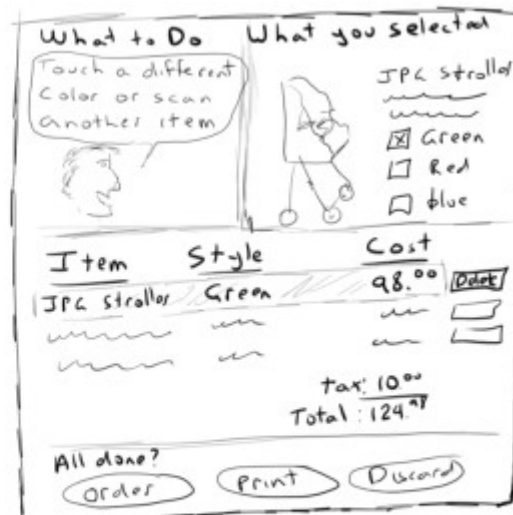 What to Do
Touch a different
color or scan
another item
What you selected
JPG Stroller
Green
Red
blue
Item Style Cost
JPG Stroller Green 98.00
Delete
tax: 10.00
Total: 124.98
All done?
Order Print Discard